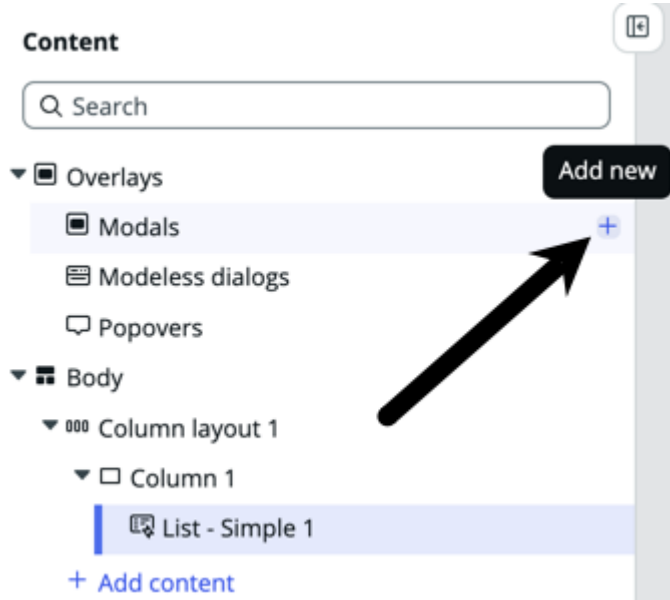 Content
Search
Overlays
Add new
Modals
Modeless dialogs
Popovers
Body
Column layout 1
Column 1
List - Simple 1
+ Add content